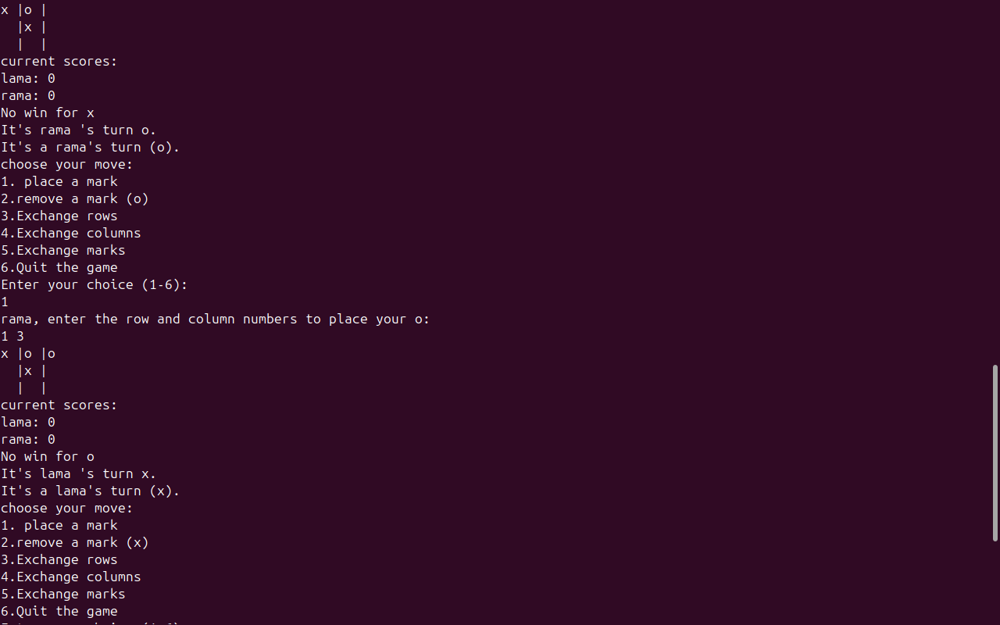 x |o |
  |x |
  |  |
current scores:
lama: 0
rama: 0
No win for x
It's rama 's turn o.
It's a rama's turn (o).
choose your move:
1. place a mark
2.remove a mark (o)
3.Exchange rows
4.Exchange columns
5.Exchange marks
6.Quit the game
Enter your choice (1-6):
1
rama, enter the row and column numbers to place your o:
1 3
x |o |o
  |x |
  |  |
current scores:
lama: 0
rama: 0
No win for o
It's lama 's turn x.
It's a lama's turn (x).
choose your move:
1. place a mark
2.remove a mark (x)
3.Exchange rows
4.Exchange columns
5.Exchange marks
6.Quit the game